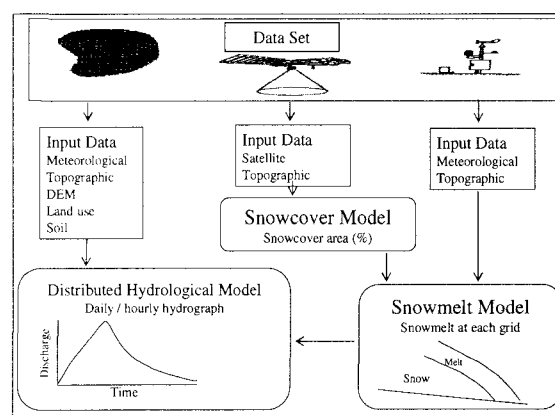 Data Set
Input Data
Meteorological
Topographic
DEM
Land use
Soil
Input Data
Satellite
Topographic
Input Data
Meteorological
Topographic
Snowcover Model
Snowcover area (%)
Distributed Hydrological Model
Daily / hourly hydrograph
Discharge
Time
Snowmelt Model
Snowmelt at each grid
Melt
Snow